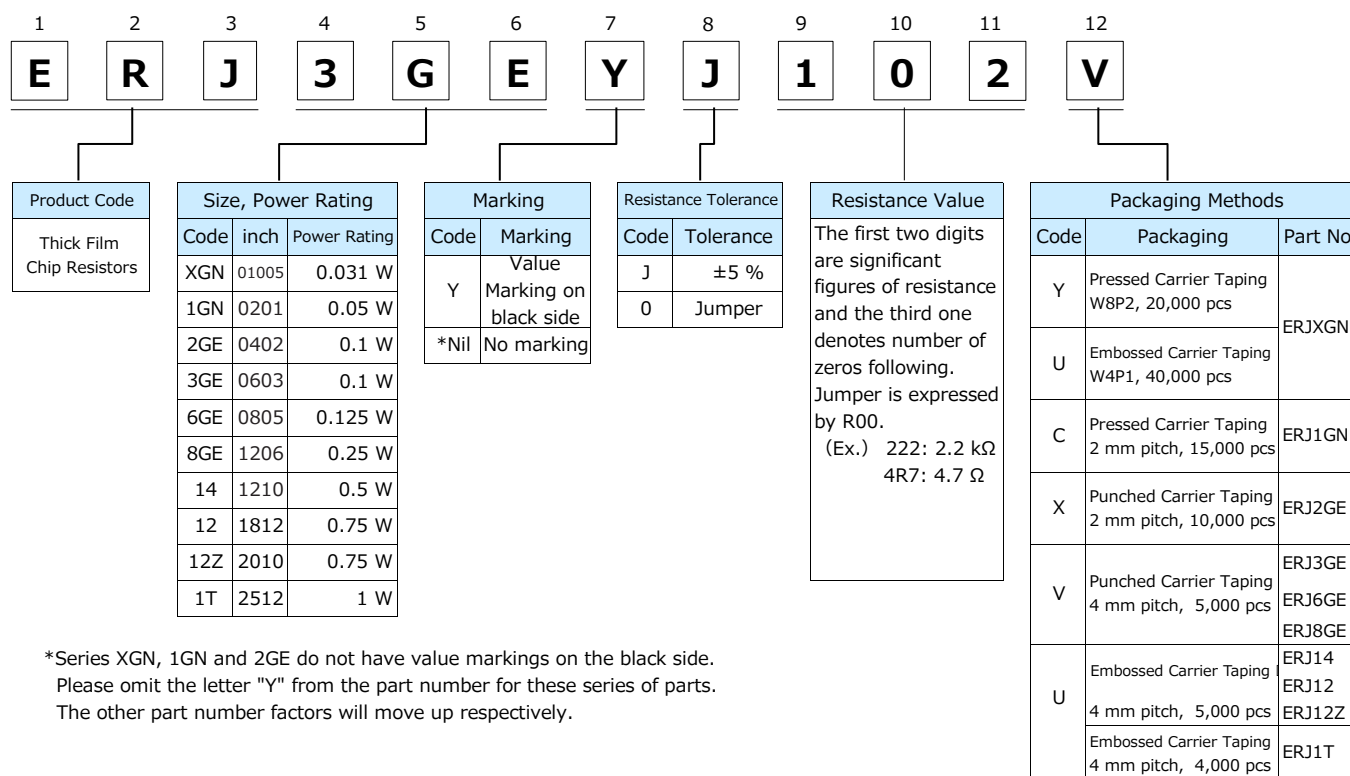 1 2 3 4 5 6 7 8 9 10 11 12
E R J 3 G E Y J 1 0 2 V
Product Code
Thick Film
Chip Resistors
Size, Power Rating
Code inch Power Rating
XGN 01005 0.031 W
1GN 0201 0.05 W
2GE 0402 0.1 W
3GE 0603 0.1 W
6GE 0805 0.125 W
8GE 1206 0.25 W
14 1210 0.5 W
12 1812 0.75 W
12Z 2010 0.75 W
1T 2512 1 W
Marking
Code Marking
Y Value
Marking on
black side
*Nil No marking
Resistance Tolerance
Code Tolerance
J ±5 %
0 Jumper
Resistance Value
The first two digits
are significant
figures of resistance
and the third one
denotes number of
zeros following.
Jumper is expressed
by R00.
(Ex.) 222: 2.2 kΩ
4R7: 4.7 Ω
Packaging Methods
Code Packaging Part No
Y Pressed Carrier Taping
W8P2, 20,000 pcs
ERJXGN
U Embossed Carrier Taping
W4P1, 40,000 pcs
C Pressed Carrier Taping
2 mm pitch, 15,000 pcs
ERJ1GN
X Punched Carrier Taping
2 mm pitch, 10,000 pcs
ERJ2GE
V Punched Carrier Taping
4 mm pitch, 5,000 pcs
ERJ3GE
ERJ6GE
ERJ8GE
U Embossed Carrier Taping
4 mm pitch, 5,000 pcs
ERJ14
ERJ12
ERJ12Z
Embossed Carrier Taping
4 mm pitch, 4,000 pcs
ERJ1T
*Series XGN, 1GN and 2GE do not have value markings on the black side.
Please omit the letter "Y" from the part number for these series of parts.
The other part number factors will move up respectively.